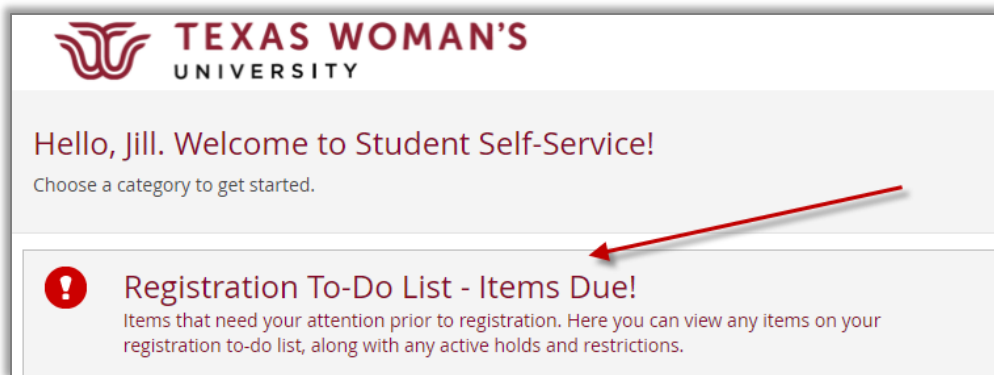 TEXAS WOMAN'S
UNIVERSITY
Hello, Jill. Welcome to Student Self-Service!
Choose a category to get started.
Registration To-Do List - Items Due!
Items that need your attention prior to registration. Here you can view any items on your
registration to-do list, along with any active holds and restrictions.